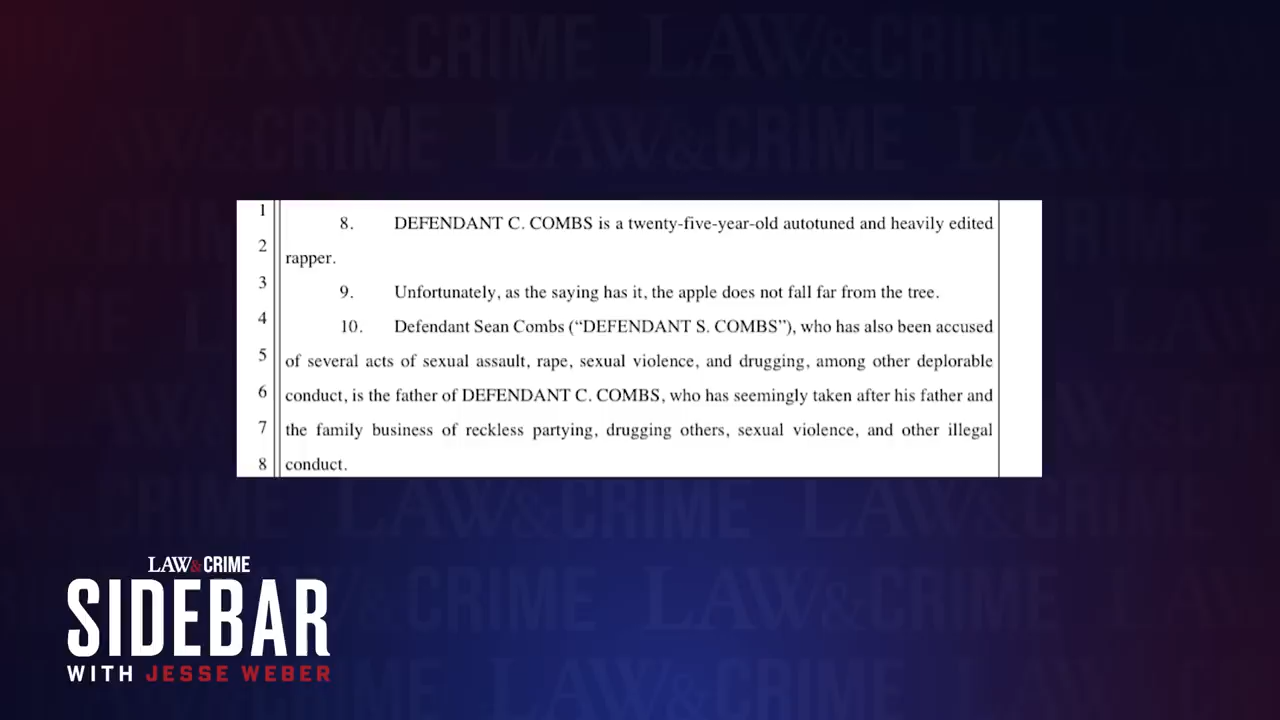 1
8. DEFENDANT C. COMBS is a twenty-five-year-old autotuned and heavily edited
2
rapper.
3
9. Unfortunately, as the saying has it, the apple does not fall far from the tree.
4
10. Defendant Sean Combs (“DEFENDANT S. COMBS”), who has also been accused
5
of several acts of sexual assault, rape, sexual violence, and drugging, among other deplorable
6
conduct, is the father of DEFENDANT C. COMBS, who has seemingly taken after his father and
7
the family business of reckless partying, drugging others, sexual violence, and other illegal
8
conduct.
LAW&CRIME
SIDEBAR
WITH JESSE WEBER